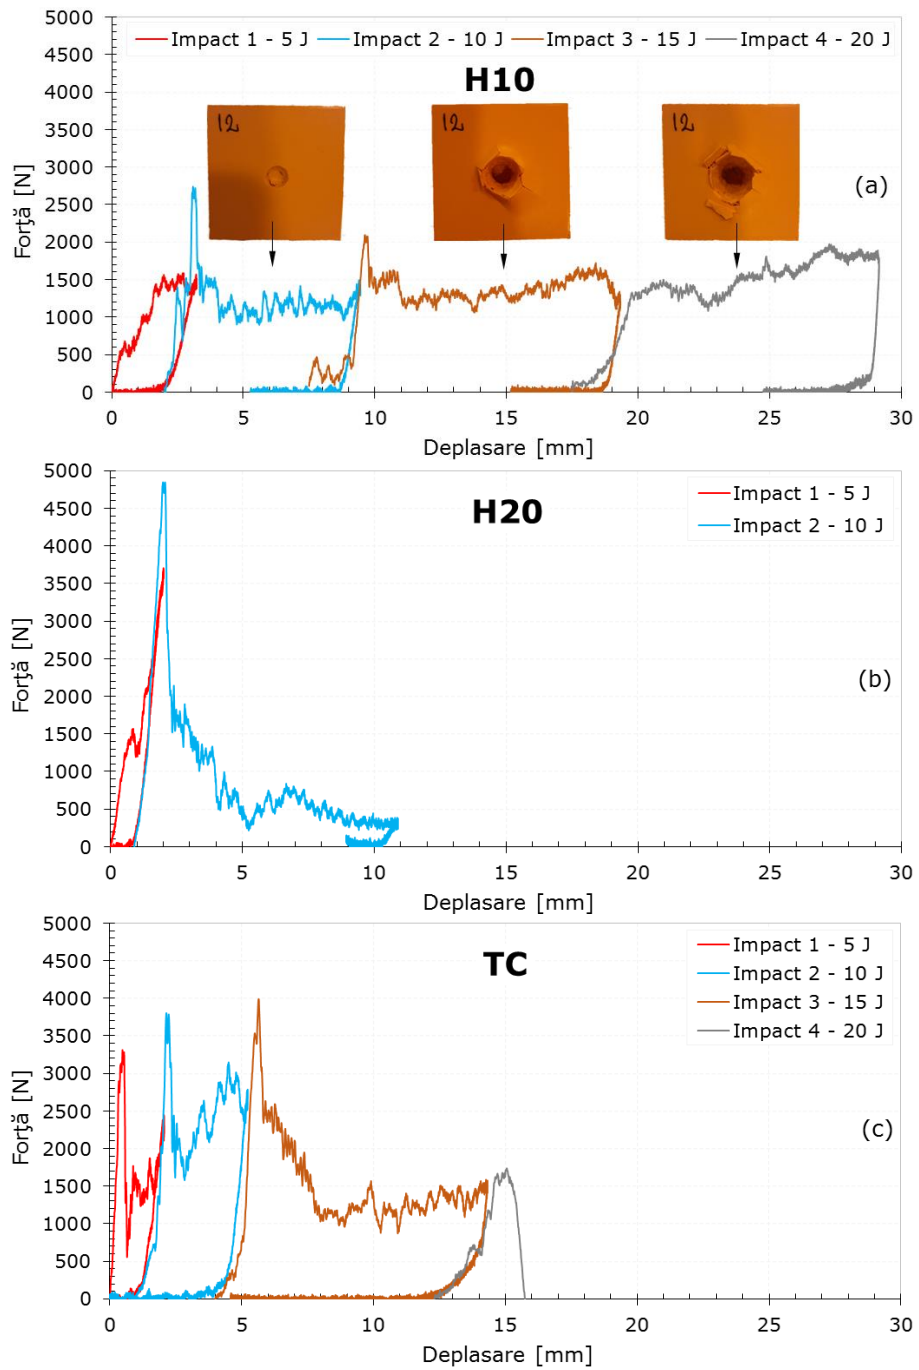 5000
Impact 1 - 5 J Impact 2 - 10 J Impact 3 - 15 J Impact 4 - 20 J
4500
H10
4000
3500
12 12 12
3000
(a)
2500
2000
1500
1000
500
0
Forţă [N]
0 5 10 15 20 25 30
Deplasare [mm]
5000
Impact 1 - 5 J
4500
H20
Impact 2 - 10 J
4000
3500
3000
2500
(b)
2000
1500
1000
500
0
Forţă [N]
0 5 10 15 20 25 30
Deplasare [mm]
5000
Impact 1 - 5 J
4500
TC
Impact 2 - 10 J
4000
Impact 3 - 15 J
Impact 4 - 20 J
3500
3000
2500
(c)
2000
1500
1000
500
0
Forţă [N]
0 5 10 15 20 25 30
Deplasare [mm]